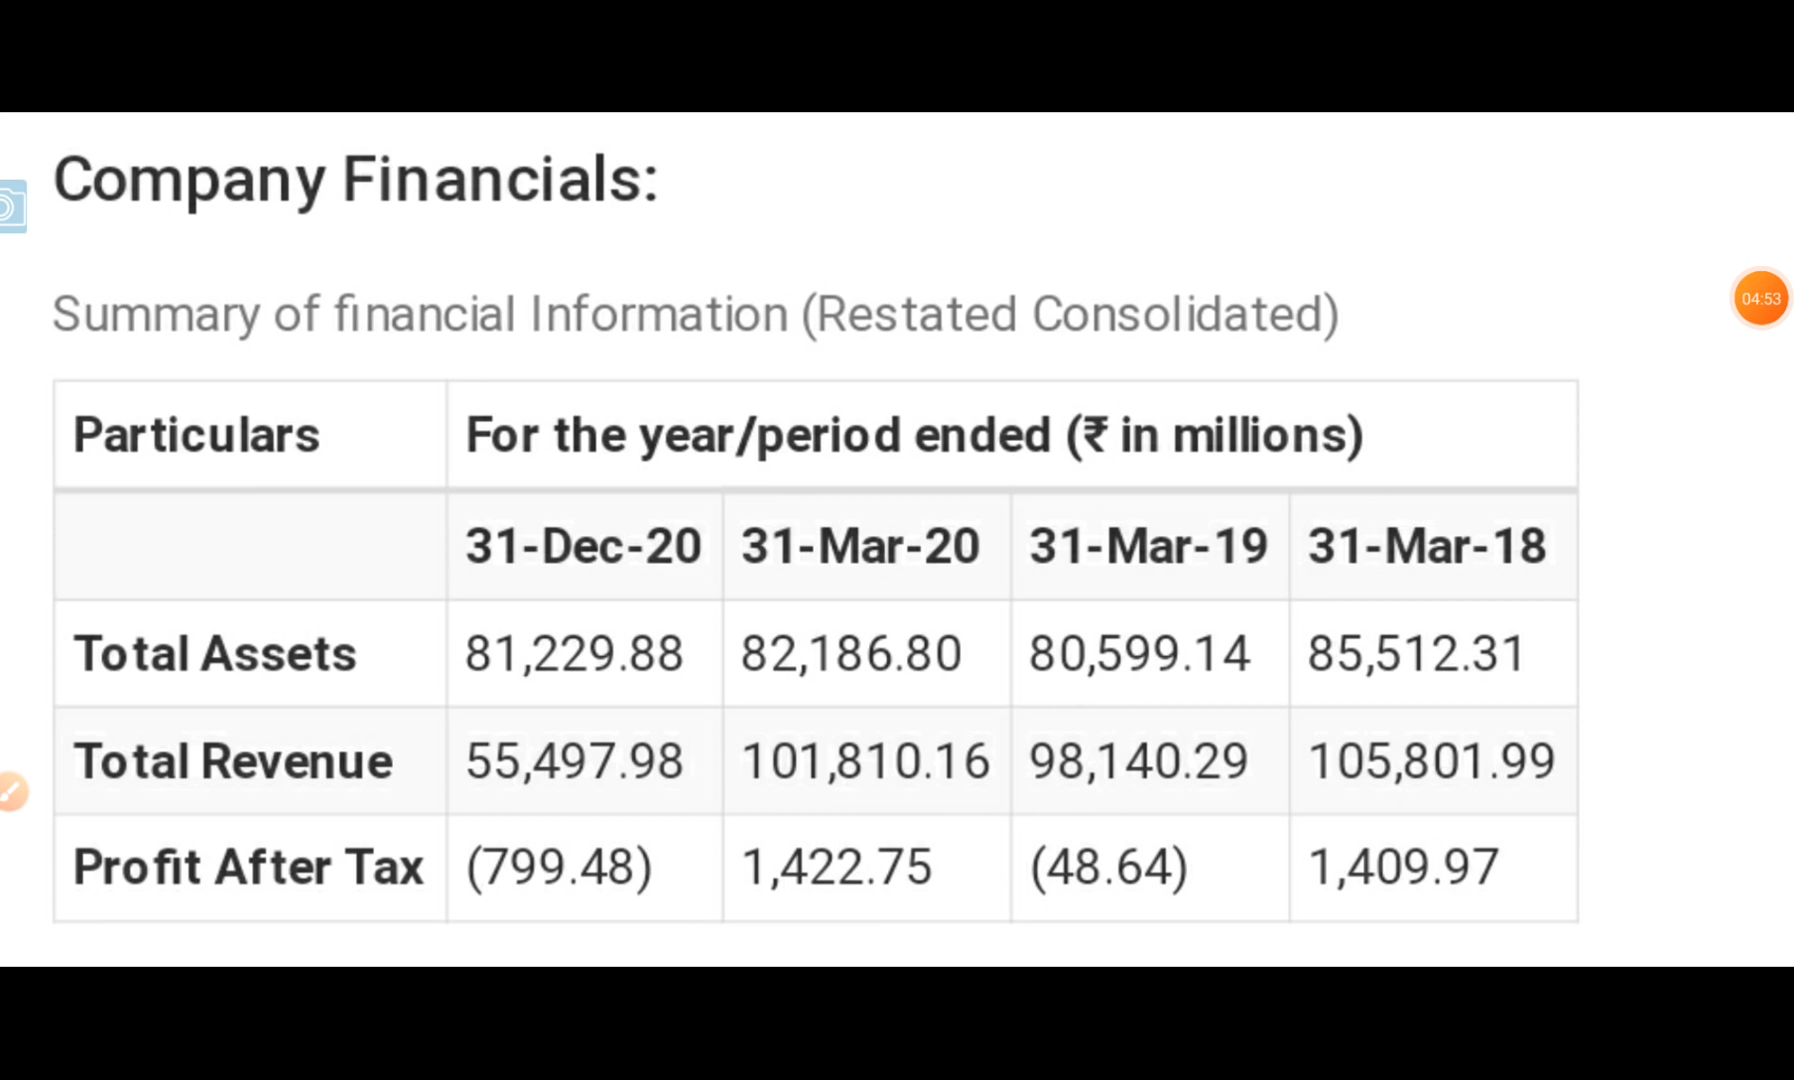 Company Financials:
04:53
Summary of financial Information (Restated Consolidated)
Particulars For the year/period ended (₹ in millions)
31-Dec-20 31-Mar-20 31-Mar-19 31-Mar-18
Total Assets 81,229.88 82,186.80 80,599.14 85,512.31
Total Revenue 55,497.98 101,810.16 98,140.29 105,801.99
Profit After Tax (799.48) 1,422.75 (48.64) 1,409.97